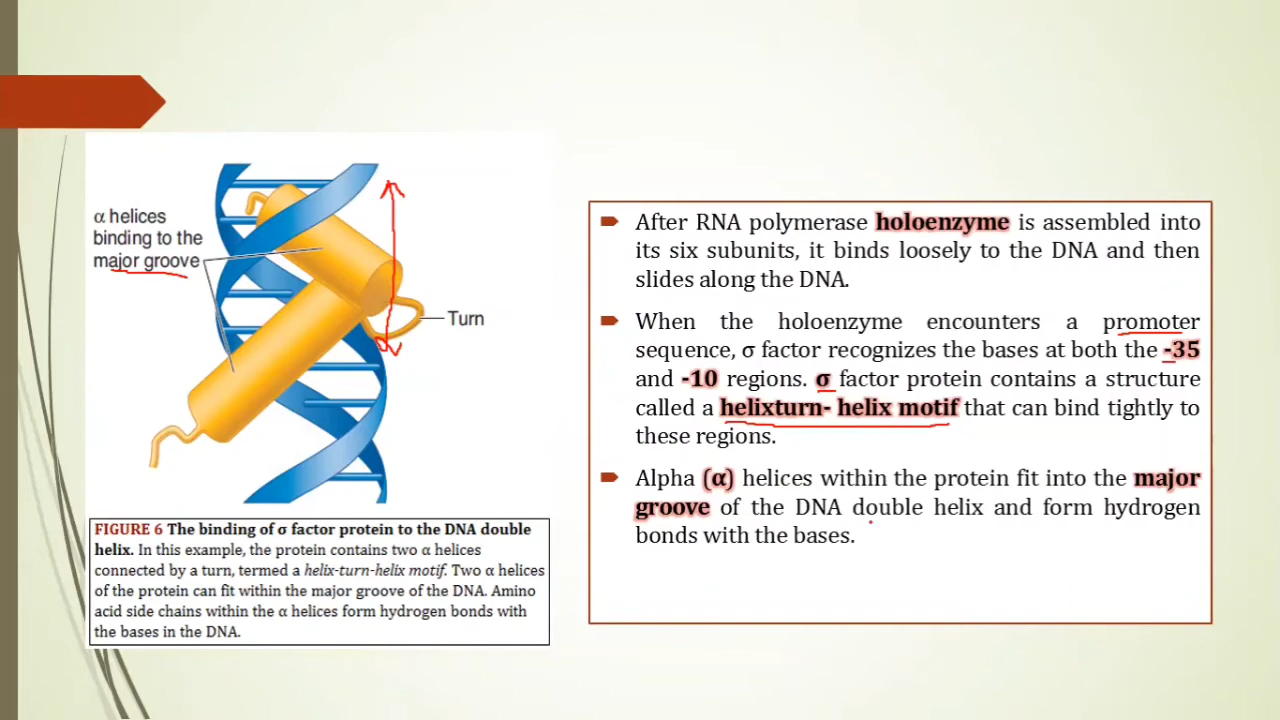 α helices
binding to the
major groove
Turn
FIGURE 6 The binding of σ factor protein to the DNA double
helix. In this example, the protein contains two α helices
connected by a turn, termed a helix-turn-helix motif. Two α helices
of the protein can fit within the major groove of the DNA. Amino
acid side chains within the α helices form hydrogen bonds with
the bases in the DNA.
After RNA polymerase holoenzyme is assembled into
its six subunits, it binds loosely to the DNA and then
slides along the DNA.
When the holoenzyme encounters a promoter
sequence, σ factor recognizes the bases at both the -35
and -10 regions. σ factor protein contains a structure
called a helixturn- helix motif that can bind tightly to
these regions.
Alpha (α) helices within the protein fit into the major
groove of the DNA double helix and form hydrogen
bonds with the bases.